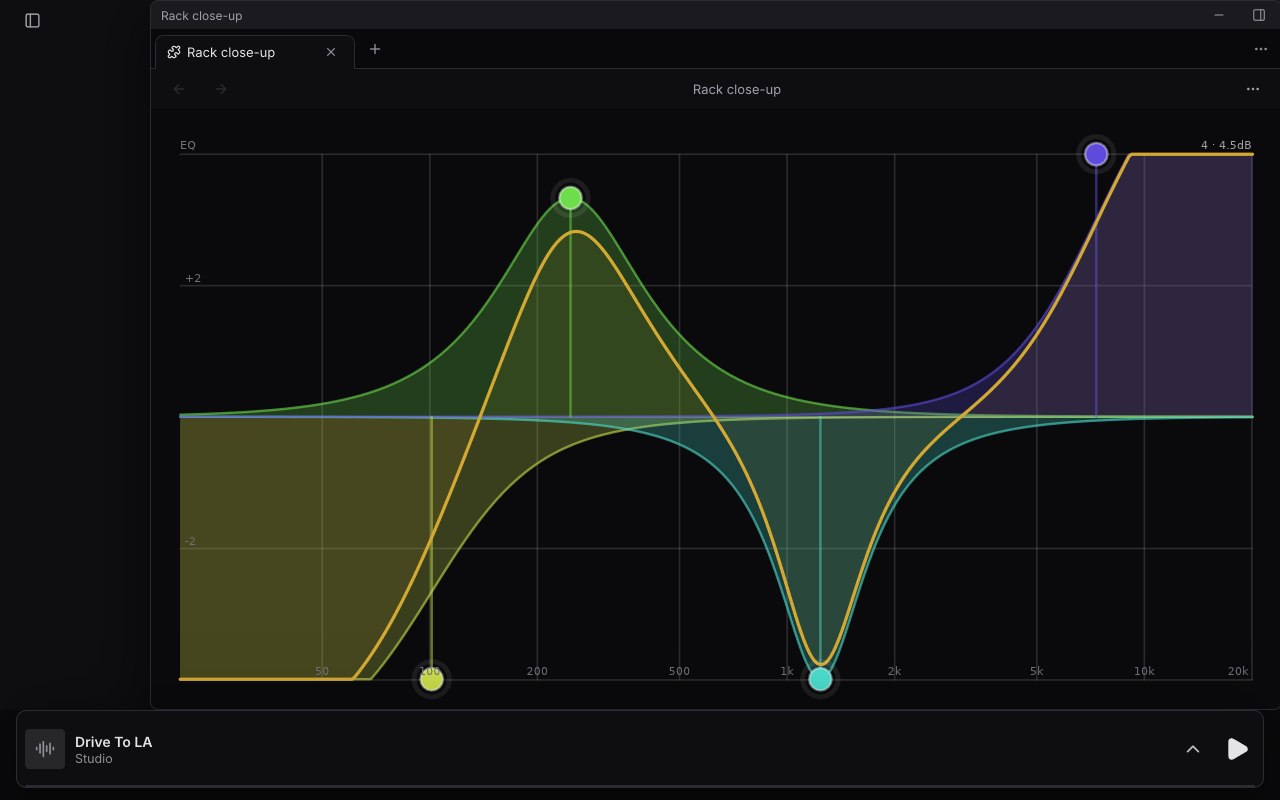 Rack close-up
Rack close-up
Rack close-up
EQ
4 · 4.5dB
+2
-2
50
100
200
500
1k
2k
5k
10k
20k
Drive To LA
Studio